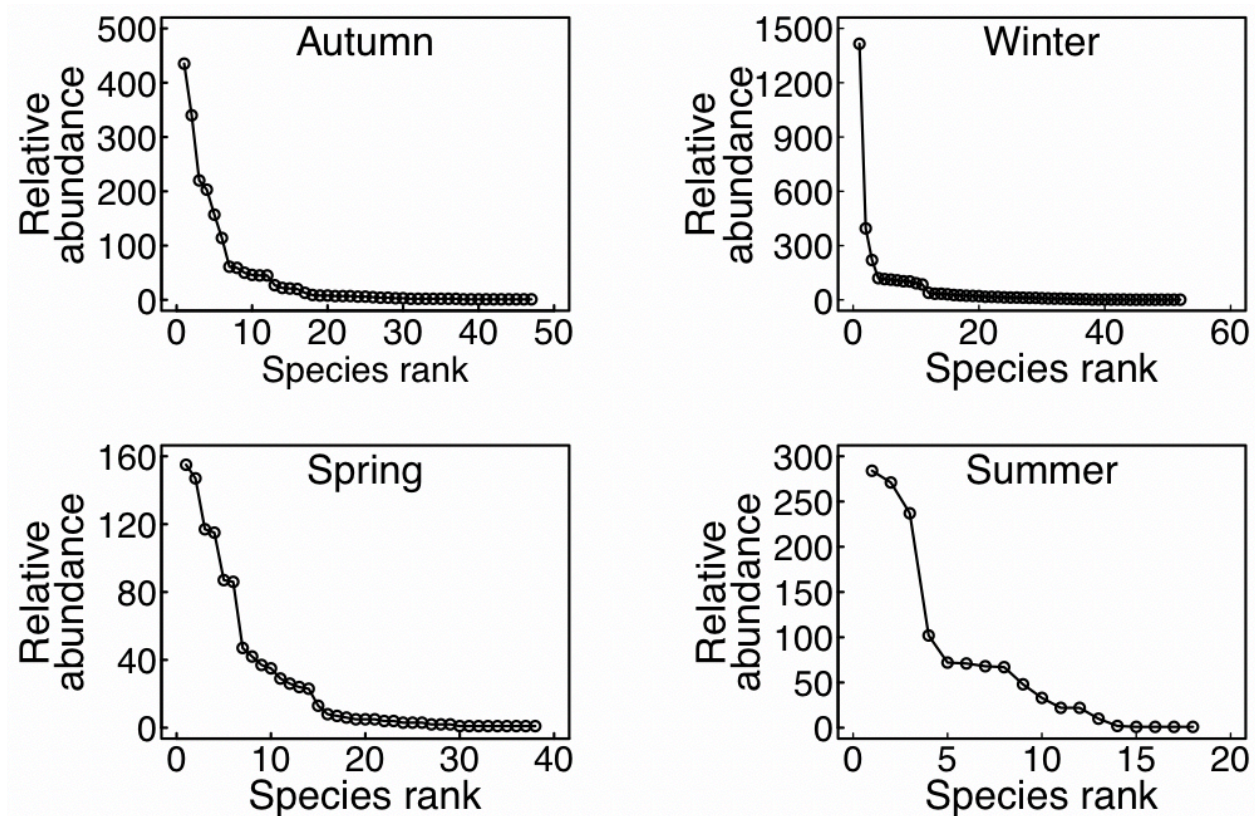 Autumn
500
400
300
200
100
0
Relative
abundance
0 10 20 30 40 50
Species rank
Winter
1500
1200
900
600
300
0
Relative
abundance
0 20 40 60
Species rank
Spring
160
120
80
40
0
Relative
abundance
0 10 20 30 40
Species rank
Summer
300
250
200
150
100
50
0
Relative
abundance
0 5 10 15 20
Species rank